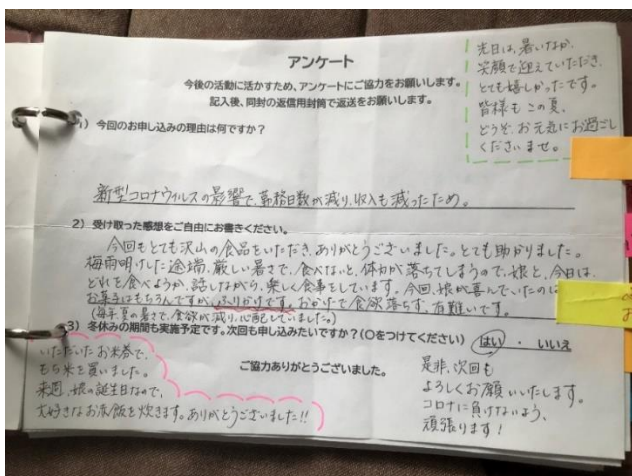 アンケート
今後の活動に活かすため、アンケートにご協力をお願いします。
記入後、同封の返信用封筒で返送をお願いします。
先日は、暑いなか、
笑顔で迎えていただき、
とても嬉しかったです。
皆様も この夏、
どうぞ、お元気にお過ごし
くださいませ。
1) 今回のお申し込みの理由は何ですか?
新型コロナウィルスの影響で、勤務日数が減り、収入も減ったため。
2) 受け取った感想をご自由にお書きください。
今回もとても沢山の食品をいただき、ありがとうございました。とても助かりました。
梅雨明けした途端、厳しい暑さで、食べないと、体力が落ちてしまうので、娘と、今日は、
どれを食べようか、話しながら、楽しく食事をしています。今回、娘が喜んでいたのは
お菓子はもちろんですが、ふりかけです。おかげで食欲落ちず、有難いです。
(毎年夏の暑さで、食欲が減り、心配していました。)
3) 冬休みの期間も実施予定です。次回も申し込みたいですか?(○をつけてください) はい ・ いいえ
いただいたお米券で、
もち米を買いました。
来週、娘の誕生日なので、
大好きなお赤飯を炊きます。ありがとうございました!!
ご協力ありがとうございました。
是非、次回も
よろしくお願いいたします。
コロナに負けないよう、
頑張ります!